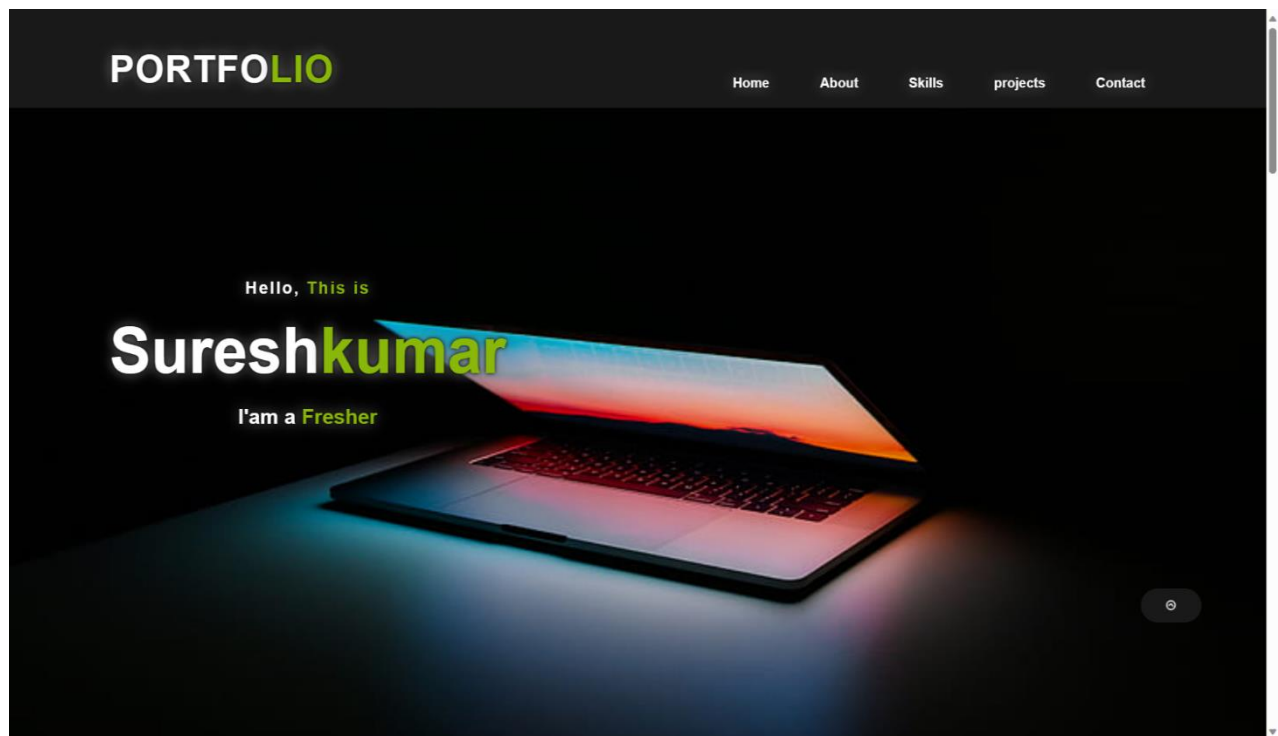 PORTFOLIO
Home About Skills projects Contact
Hello, This is
Sureshkumar
I'am a Fresher